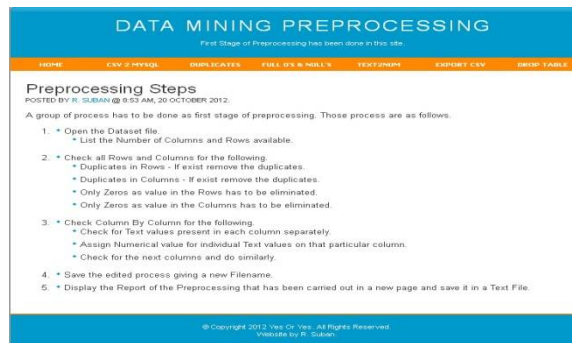 DATA MINING PREPROCESSING
First Stage of Preprocessing has been done in this site.
HOME CSV 2 MYSQL DUPLICATES FULL 0'S & NULL'S TEXT2NUM EXPORT CSV DROP TABLE
Preprocessing Steps
POSTED BY R. SUBAN @ 8:53 AM, 20 OCTOBER 2012.
A group of process has to be done as first stage of preprocessing. Those process are as follows.
1. * Open the Dataset file.
* List the Number of Columns and Rows available.
2. * Check all Rows and Columns for the following.
* Duplicates in Rows - If exist remove the duplicates.
* Duplicates in Columns - If exist remove the duplicates.
* Only Zeros as value in the Rows has to be eliminated.
* Only Zeros as value in the Columns has to be eliminated.
3. * Check Column By Column for the following.
* Check for Text values present in each column separately.
* Assign Numerical value for individual Text values on that particular column.
* Check for the next columns and do similarly.
4. * Save the edited process giving a new Filename.
5. * Display the Report of the Preprocessing that has been carried out in a new page and save it in a Text File.
© Copyright 2012 Yes Or Yes. All Rights Reserved
Website by R. Suban.